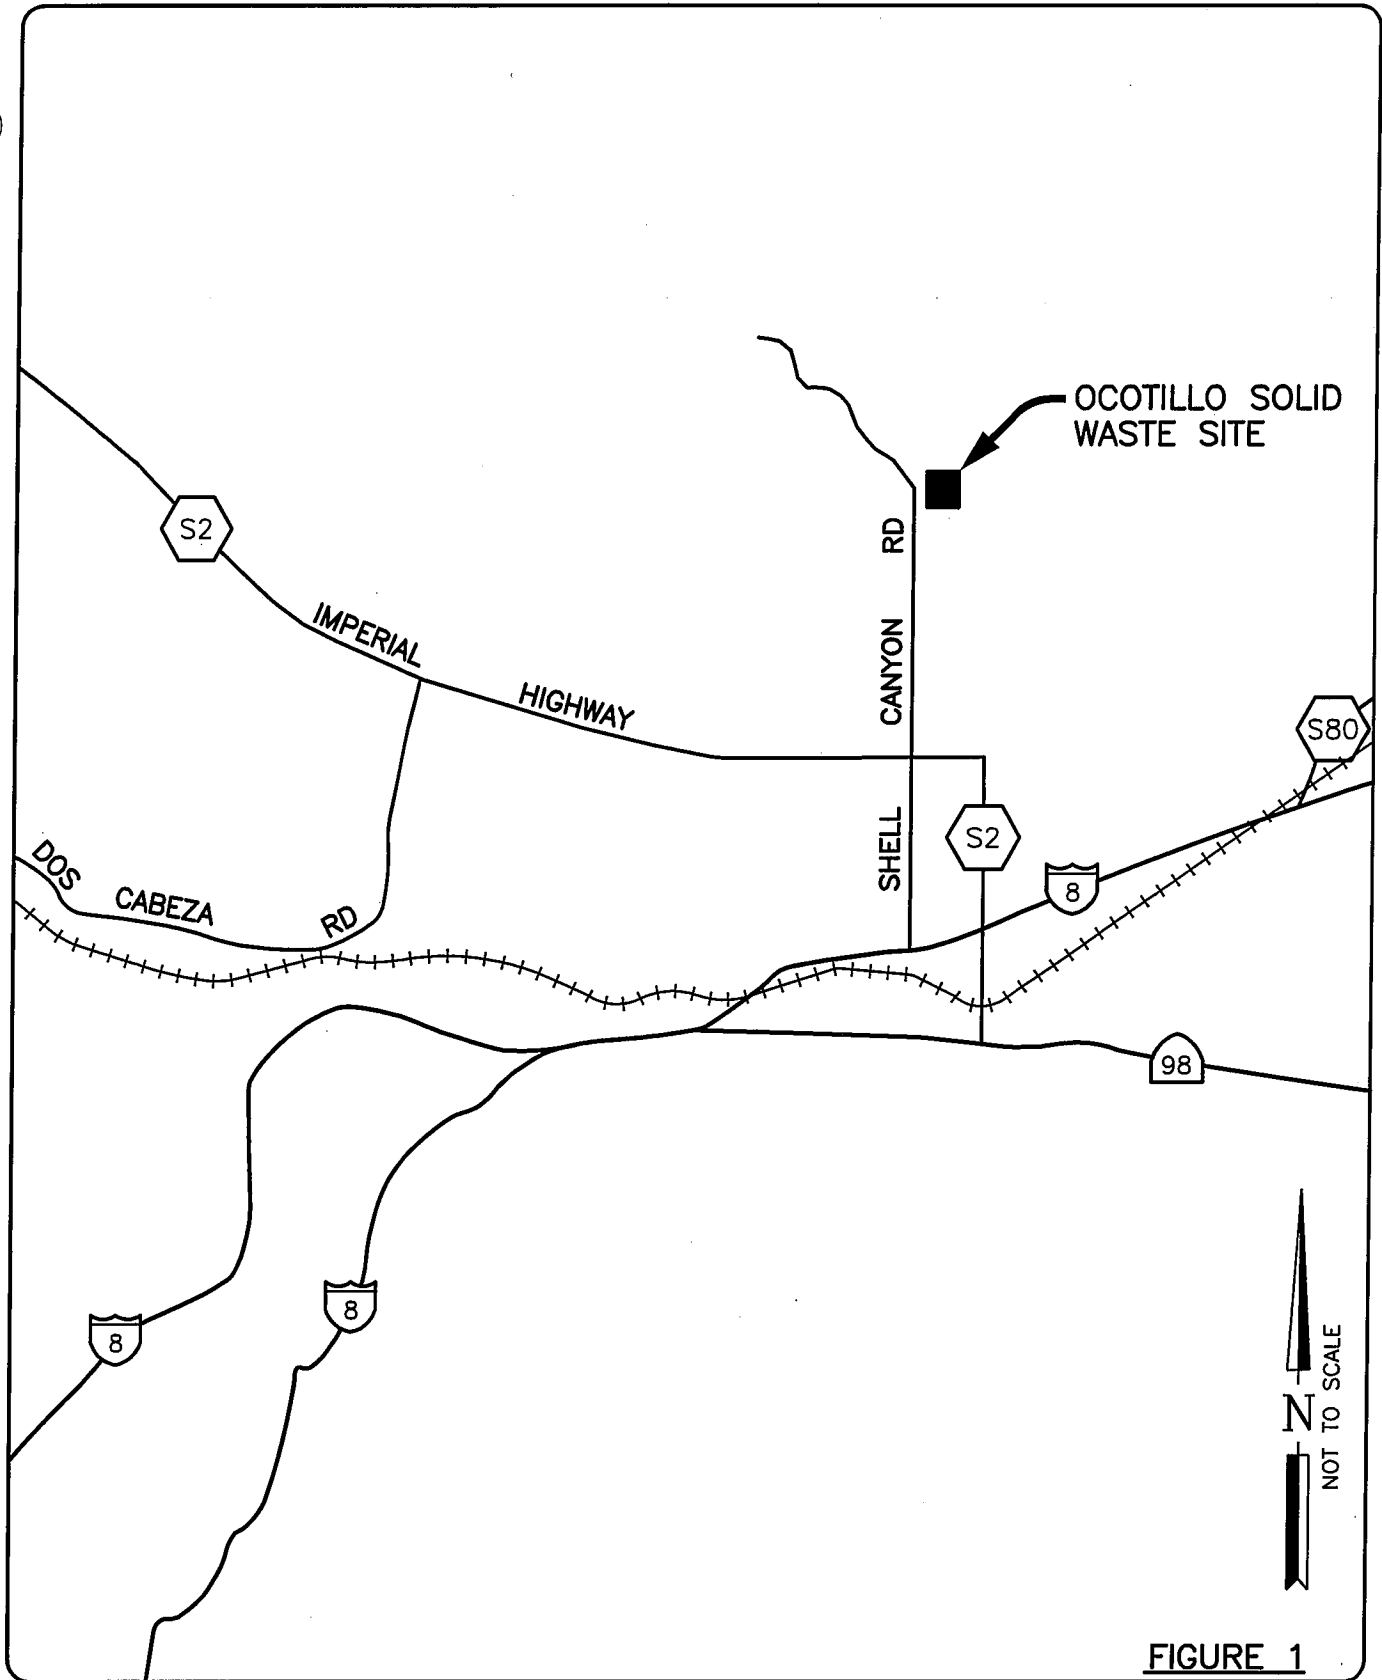 OCOTILLO SOLID
WASTE SITE
S2
SHELL CANYON RD
IMPERIAL HIGHWAY
S80
S2
DOS CABEZA RD
8
98
8
8
N
NOT TO SCALE
FIGURE 1